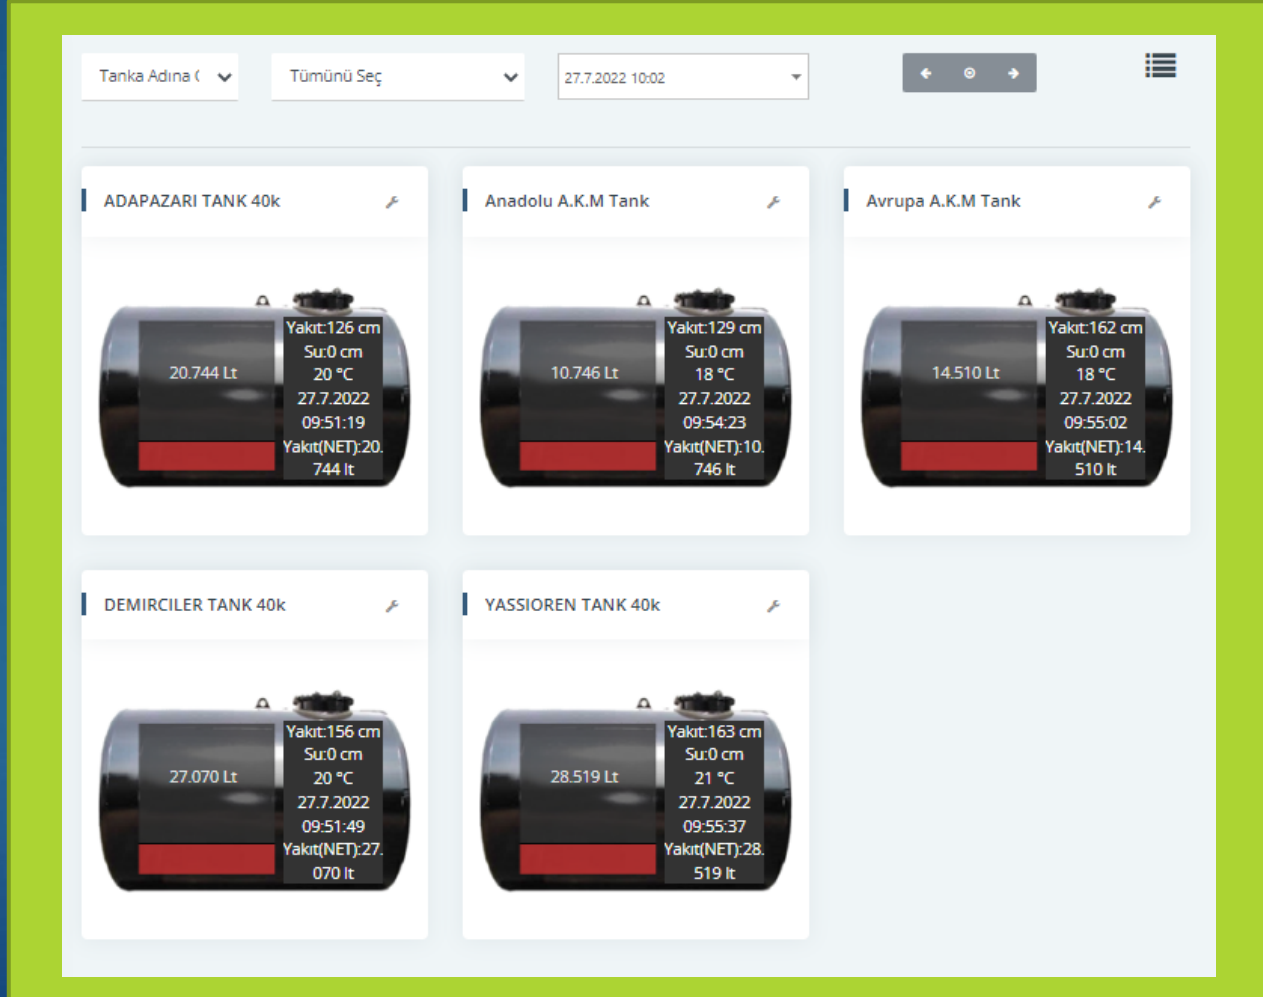 Tanka Adına (
Tümünü Seç
27.7.2022 10:02
ADAPAZARI TANK 40k
20.744 Lt
Yakıt:126 cm
Su:0 cm
20 °C
27.7.2022
09:51:19
Yakıt(NET):20.
744 lt
Anadolu A.K.M Tank
10.746 Lt
Yakıt:129 cm
Su:0 cm
18 °C
27.7.2022
09:54:23
Yakıt(NET):10.
746 lt
Avrupa A.K.M Tank
14.510 Lt
Yakıt:162 cm
Su:0 cm
18 °C
27.7.2022
09:55:02
Yakıt(NET):14.
510 lt
DEMIRCILER TANK 40k
27.070 Lt
Yakıt:156 cm
Su:0 cm
20 °C
27.7.2022
09:51:49
Yakıt(NET):27.
070 lt
YASSIOREN TANK 40k
28.519 Lt
Yakıt:163 cm
Su:0 cm
21 °C
27.7.2022
09:55:37
Yakıt(NET):28.
519 lt